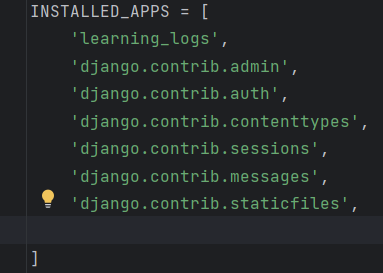 INSTALLED_APPS = [
    'learning_logs',
    'django.contrib.admin',
    'django.contrib.auth',
    'django.contrib.contenttypes',
    'django.contrib.sessions',
    'django.contrib.messages',
    'django.contrib.staticfiles',
]